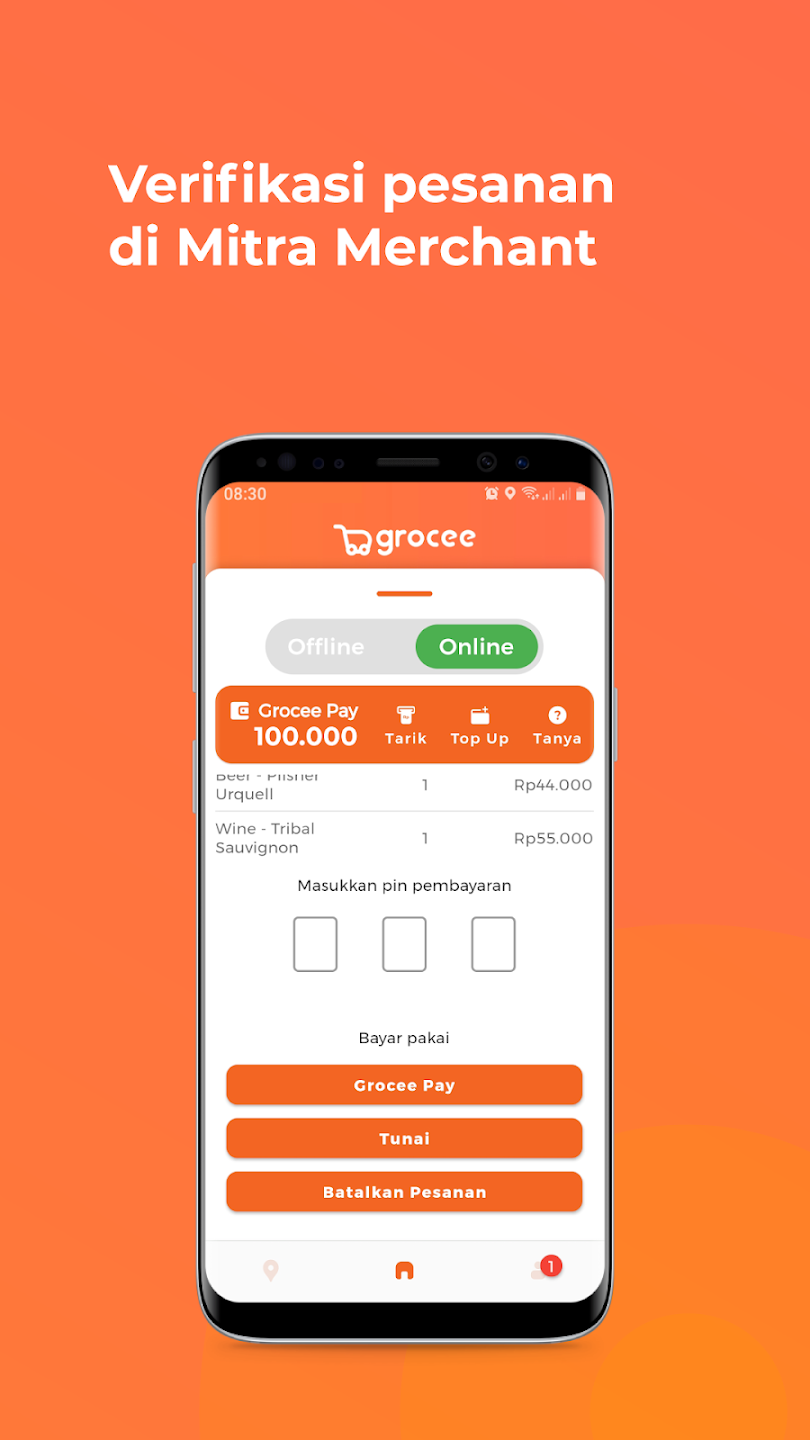 Verifikasi pesanan
di Mitra Merchant
08:30
grocee
Offline
Online
Grocee Pay
100.000
Tarik
Top Up
Tanya
Beer - Pilsner
Urquell
1
Rp44.000
Wine - Tribal
Sauvignon
1
Rp55.000
Masukkan pin pembayaran
Bayar pakai
Grocee Pay
Tunai
Batalkan Pesanan
1